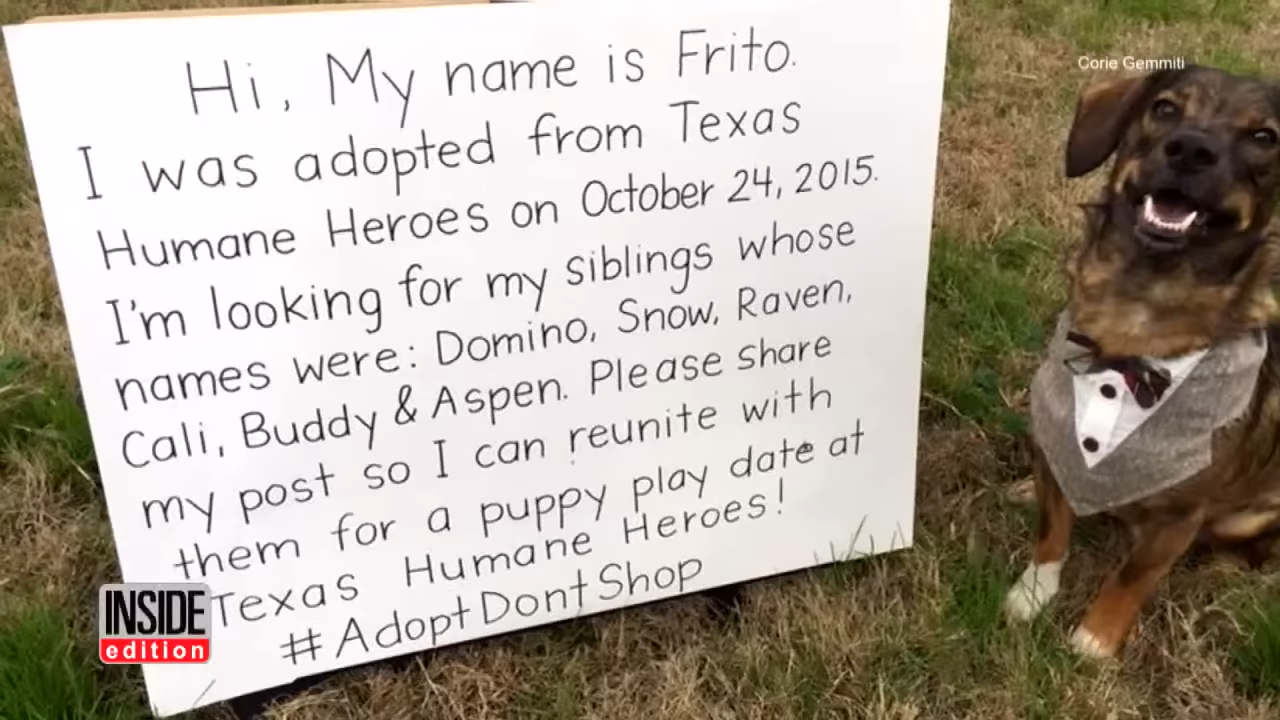 Hi, My name is Frito.
I was adopted from Texas
Humane Heroes on October 24, 2015.
I'm looking for my siblings whose
names were: Domino, Snow, Raven,
Cali, Buddy & Aspen. Please share
my post so I can reunite with
them for a puppy play date at
Texas Humane Heroes!
#AdoptDontShop
Corie Gemmiti
INSIDE
edition